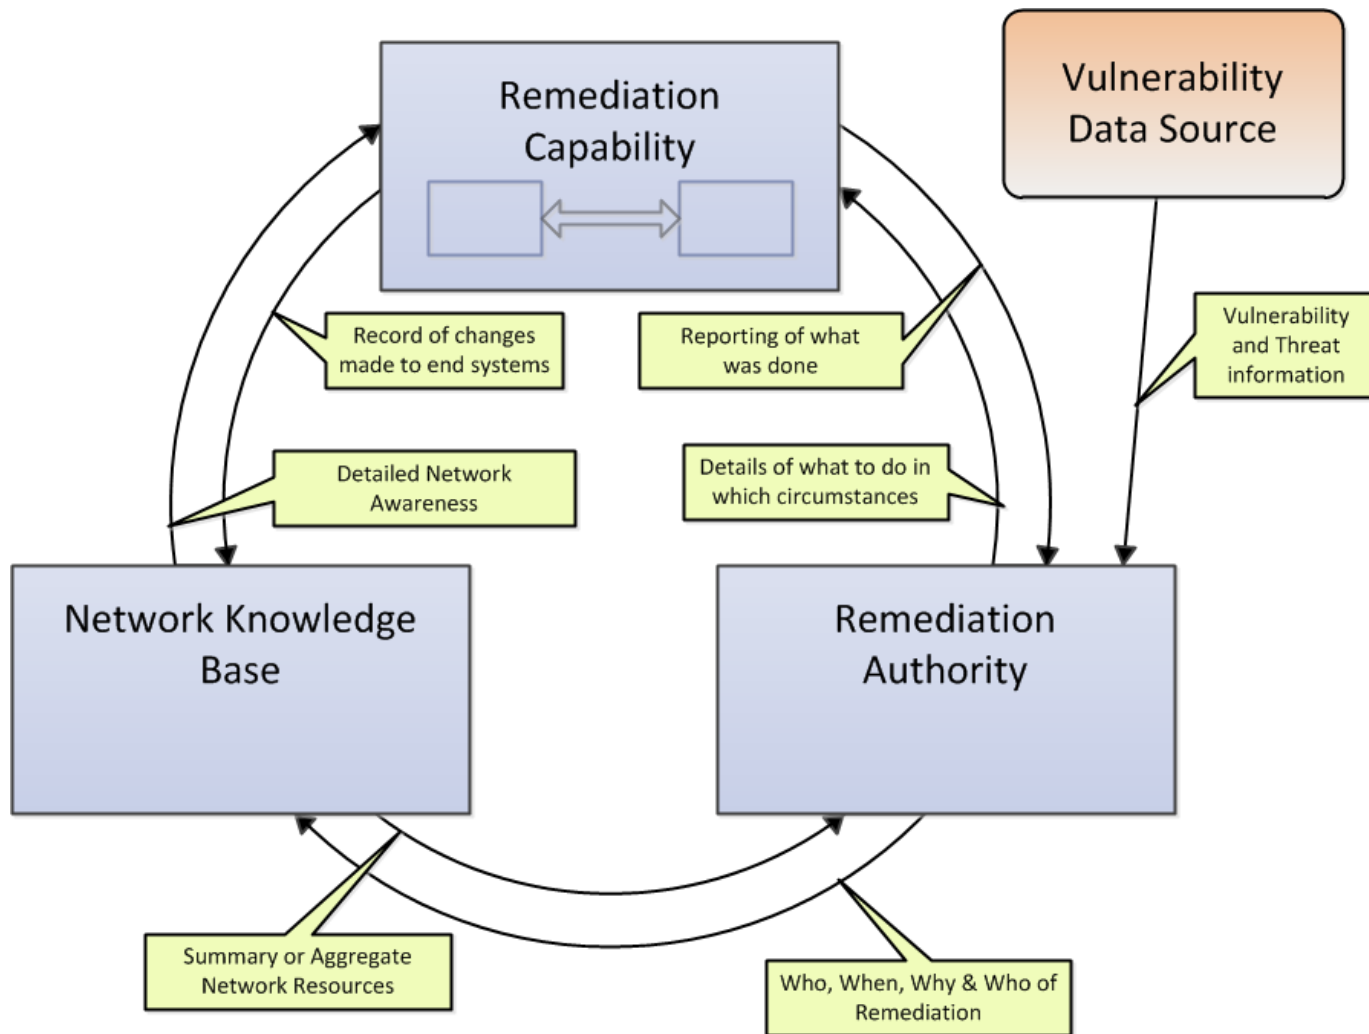 Remediation
Capability
Vulnerability
Data Source
Record of changes
made to end systems
Reporting of what
was done
Vulnerability
and Threat
information
Detailed Network
Awareness
Details of what to do in
which circumstances
Network Knowledge
Base
Remediation
Authority
Summary or Aggregate
Network Resources
Who, When, Why & Who of
Remediation